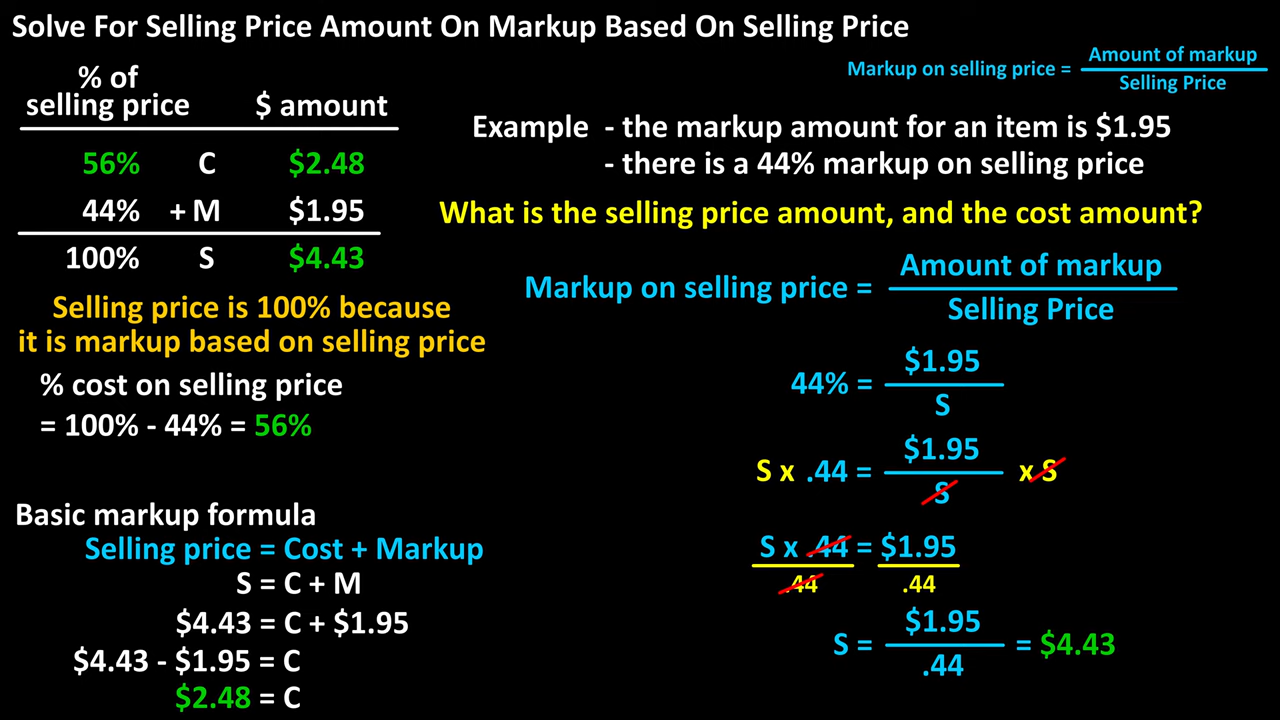 Solve For Selling Price Amount On Markup Based On Selling Price
Markup on selling price = Amount of markup
Selling Price
% of
selling price $ amount
56% C $2.48
44% + M $1.95
100% S $4.43
Selling price is 100% because
it is markup based on selling price
% cost on selling price
= 100% - 44% = 56%
Basic markup formula
Selling price = Cost + Markup
S = C + M
$4.43 = C + $1.95
$4.43 - $1.95 = C
$2.48 = C
Example - the markup amount for an item is $1.95
- there is a 44% markup on selling price
What is the selling price amount, and the cost amount?
Markup on selling price = Amount of markup
Selling Price
44% = $1.95
S
S x .44 = $1.95 x S
S
S x .44 = $1.95
.44 .44
S = $1.95 = $4.43
.44